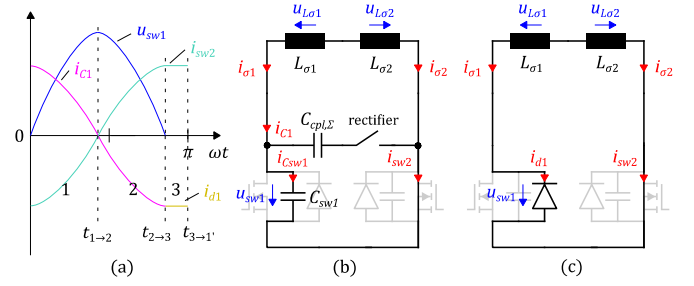 u_sw1
i_sw2
i_C1
0
1
2
3
π
ωt
i_d1
t_1→2
t_2→3
t_3→1'
(a)
u_Lσ1
u_Lσ2
i_σ1
L_σ1
L_σ2
i_σ2
C_cpl,Σ
rectifier
i_C1
i_Csw1
i_sw2
u_sw1
C_sw1
(b)
u_Lσ1
u_Lσ2
i_σ1
L_σ1
L_σ2
i_σ2
i_d1
i_sw2
u_sw1
(c)